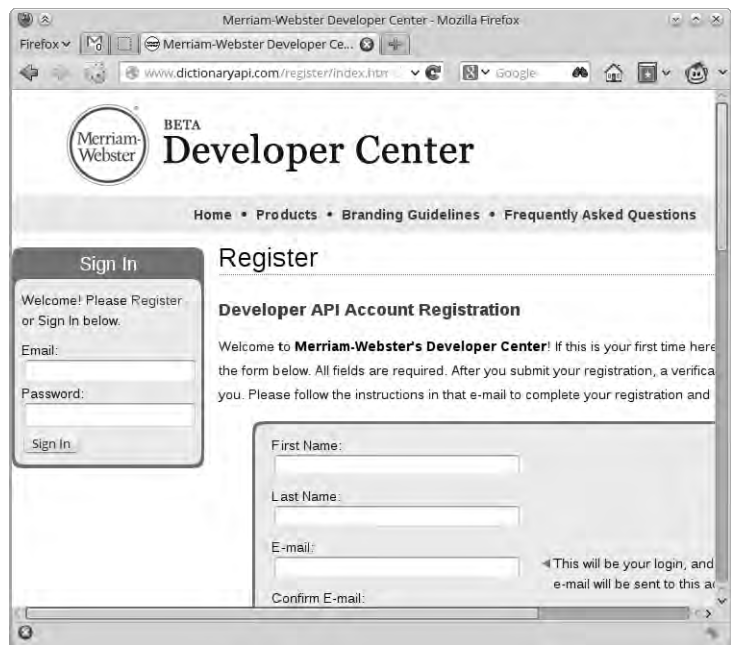 Merriam-Webster Developer Center - Mozilla Firefox
Firefox
Merriam-Webster Developer Ce...
www.dictionaryapi.com/register/index.htm
Google
Merriam-
Webster
BETA
Developer Center
Home • Products • Branding Guidelines • Frequently Asked Questions
Sign In
Welcome! Please Register
or Sign In below.
Email:
Password:
Sign In
Register
Developer API Account Registration
Welcome to Merriam-Webster's Developer Center! If this is your first time here
the form below. All fields are required. After you submit your registration, a verifica
you. Please follow the instructions in that e-mail to complete your registration and
First Name:
Last Name:
E-mail:
This will be your login, and
e-mail will be sent to this a
Confirm E-mail: